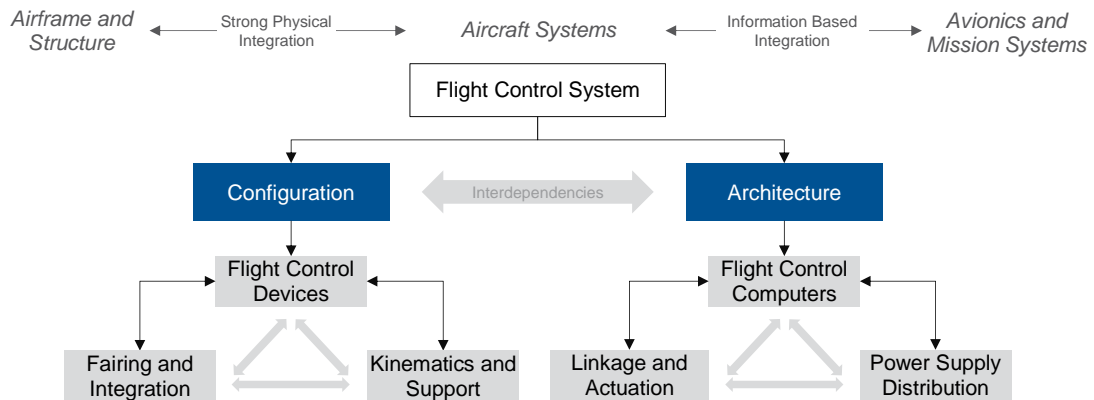 Airframe and
Structure
Strong Physical
Integration
Aircraft Systems
Information Based
Integration
Avionics and
Mission Systems
Flight Control System
Configuration
Interdependencies
Architecture
Flight Control
Devices
Flight Control
Computers
Fairing and
Integration
Kinematics and
Support
Linkage and
Actuation
Power Supply
Distribution